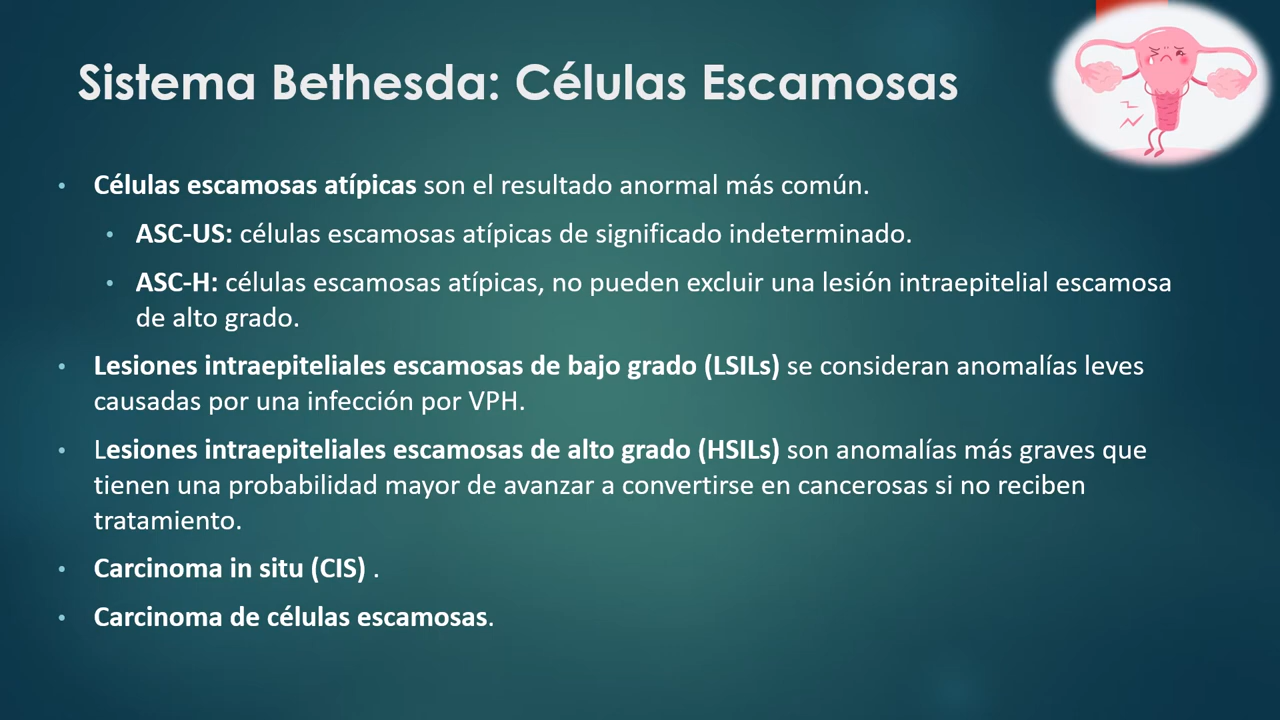 Sistema Bethesda: Células Escamosas
• Células escamosas atípicas son el resultado anormal más común.
• ASC-US: células escamosas atípicas de significado indeterminado.
• ASC-H: células escamosas atípicas, no pueden excluir una lesión intraepitelial escamosa
de alto grado.
• Lesiones intraepiteliales escamosas de bajo grado (LSILs) se consideran anomalías leves
causadas por una infección por VPH.
• Lesiones intraepiteliales escamosas de alto grado (HSILs) son anomalías más graves que
tienen una probabilidad mayor de avanzar a convertirse en cancerosas si no reciben
tratamiento.
• Carcinoma in situ (CIS) .
• Carcinoma de células escamosas.